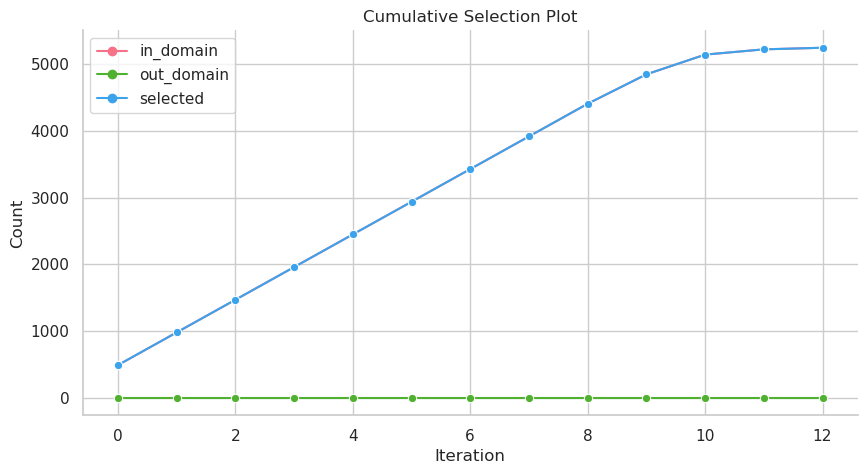 Cumulative Selection Plot
in_domain
out_domain
selected
5000
4000
3000
2000
1000
0
Count
0 2 4 6 8 10 12
Iteration